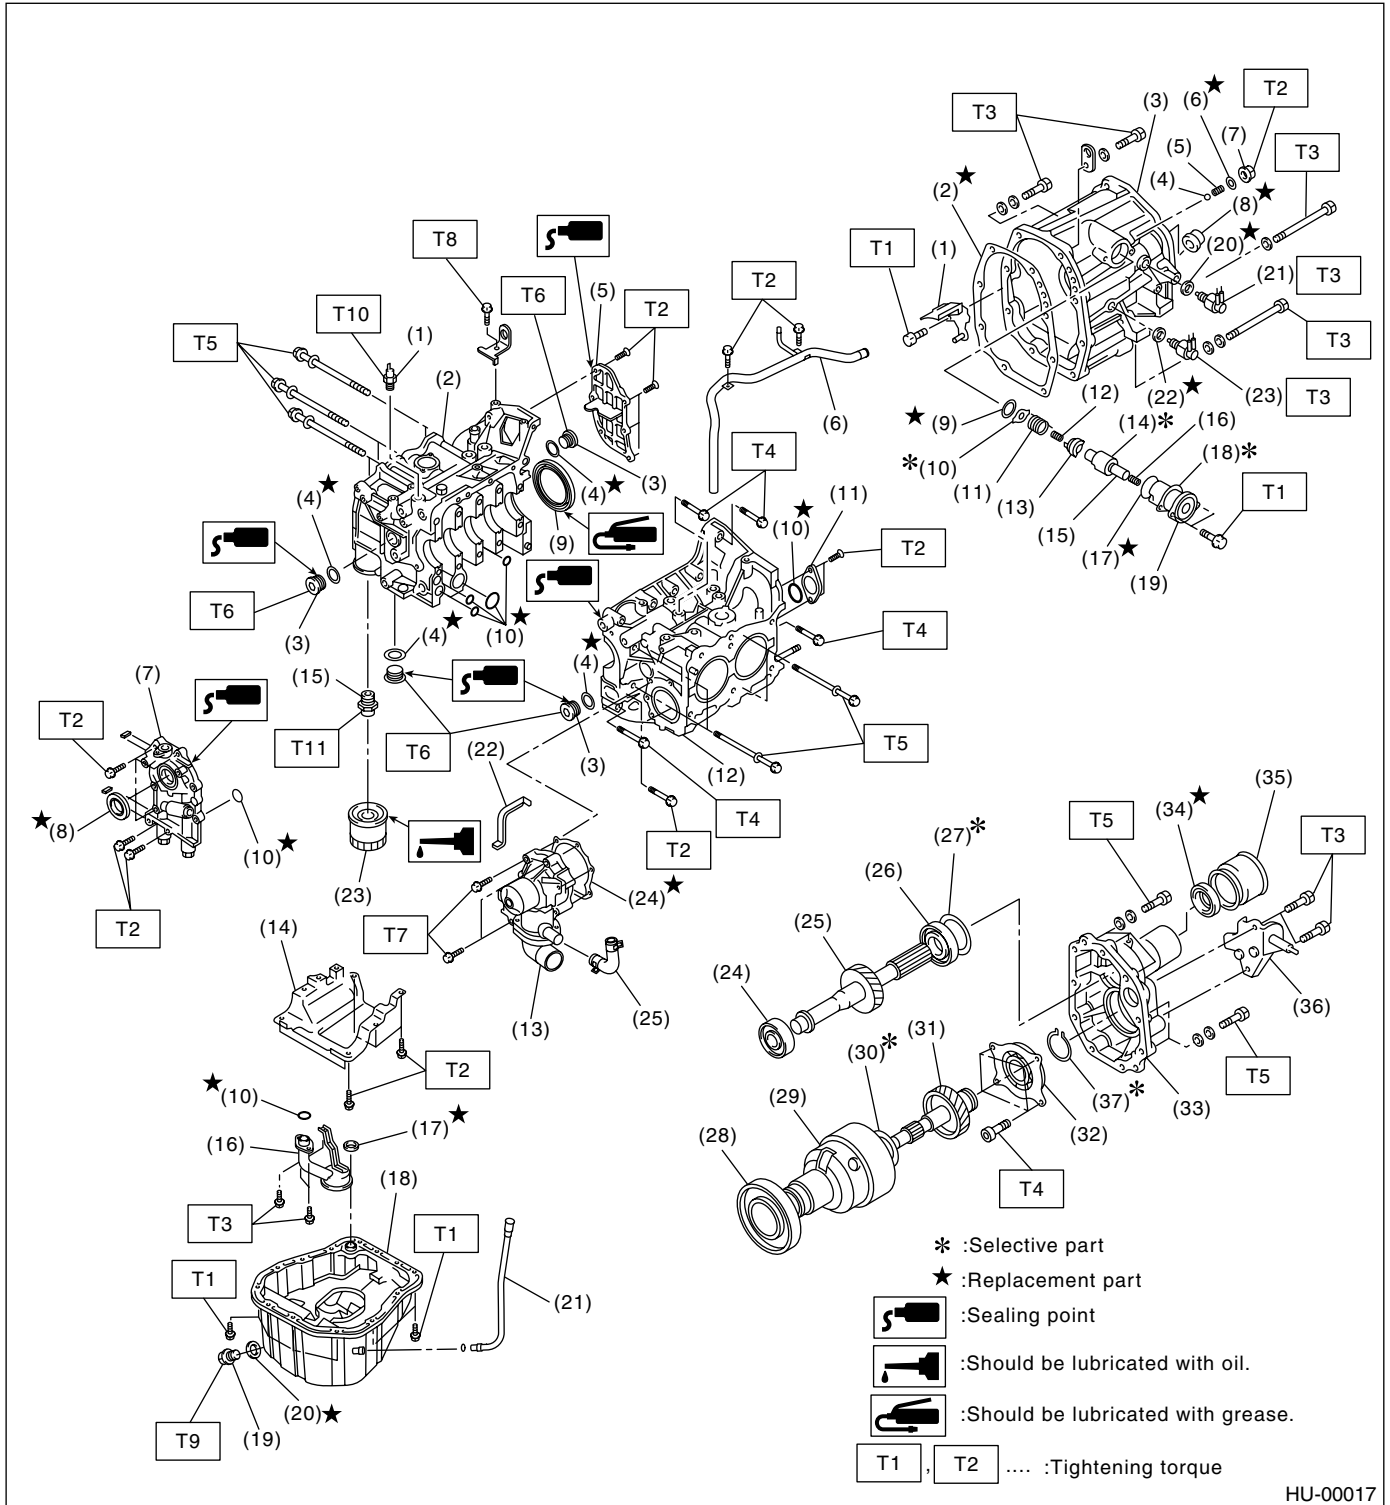 T3
(6)★
T2
(3)
(7)
(5)
T3
(4)
(2)★
(8)★
T8
(20)★
T1
(1)
(21)
T3
T6
(5)
T2
T2
T10
(1)
T3
T5
(2)
(22)★
(23)
(12)
(14)*
(16)
T3
★(9)
(6)
(18)*
*(10)
T4
(3)
(4)★
(4)★
(11)
(11)
(13)
T1
(10)★
(15)
(9)
(17)★
T2
(19)
T6
(3)
(4)★
(10)★
★
(4)
T4
(7)
(15)
T2
T11
T6
(22)
(3)
(12)
T5
(35)
(34)★
T5
★(8)
(10)★
T4
T3
T2
(27)*
(23)
(24)★
(26)
T2
(14)
T7
(25)
(36)
(24)
(13)
(25)
(31)
(30)*
T2
T5
★(10)
(37)*
(33)
(17)★
(29)
(32)
(16)
(28)
(18)
T4
T3
T1
* :Selective part
T1
★ :Replacement part
(21)
:Sealing point
:Should be lubricated with oil.
(20)★
:Should be lubricated with grease.
T9
(19)
T1 , T2 .... :Tightening torque
HU-00017